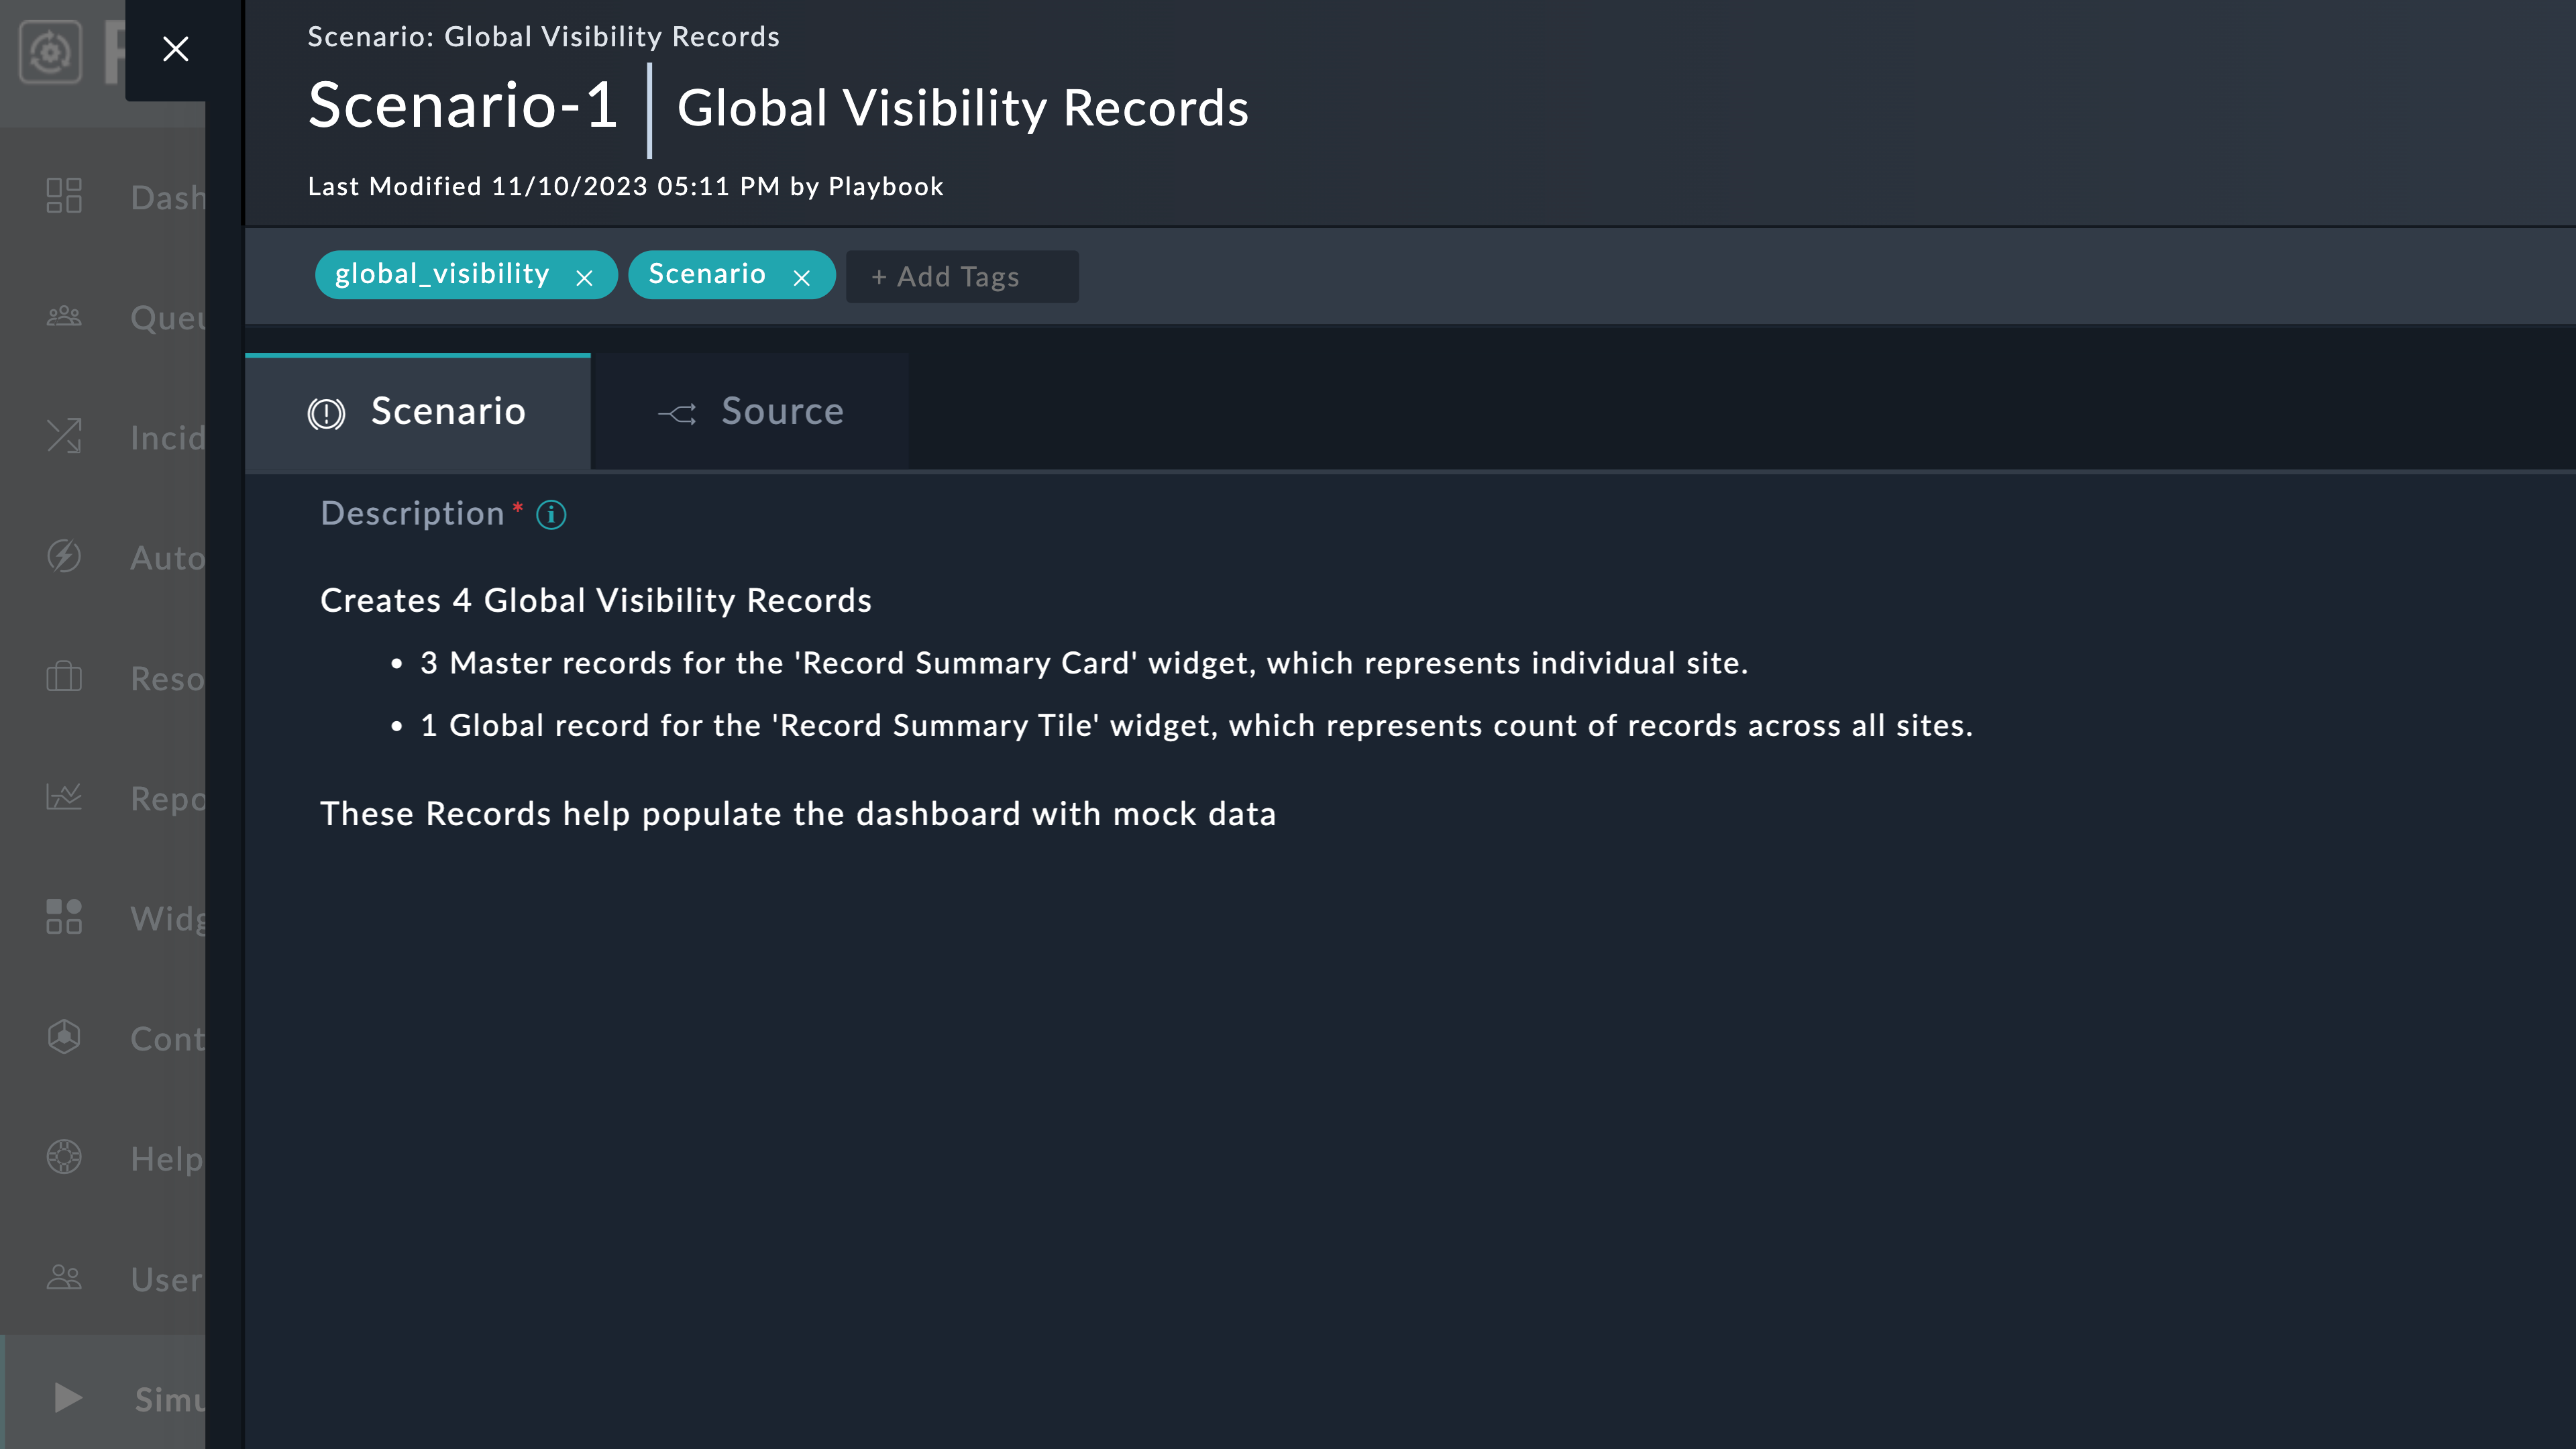 Scenario: Global Visibility Records
Scenario-1 Global Visibility Records
Last Modified 11/10/2023 05:11 PM by Playbook
global_visibility Scenario + Add Tags
Scenario Source
Description*
Creates 4 Global Visibility Records
• 3 Master records for the 'Record Summary Card' widget, which represents individual site.
• 1 Global record for the 'Record Summary Tile' widget, which represents count of records across all sites.
These Records help populate the dashboard with mock data
Dash
Queu
Incid
Auto
Reso
Repo
Widg
Cont
Help
User
Simu